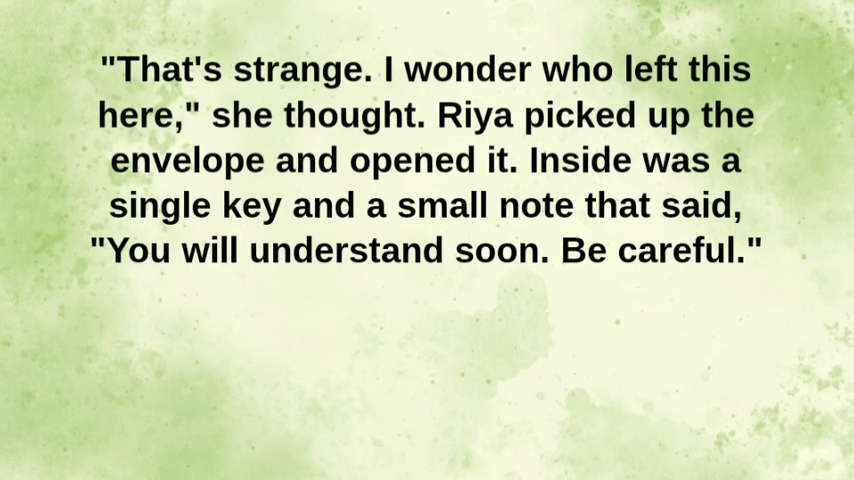 "That's strange. I wonder who left this
here," she thought. Riya picked up the
envelope and opened it. Inside was a
single key and a small note that said,
"You will understand soon. Be careful."